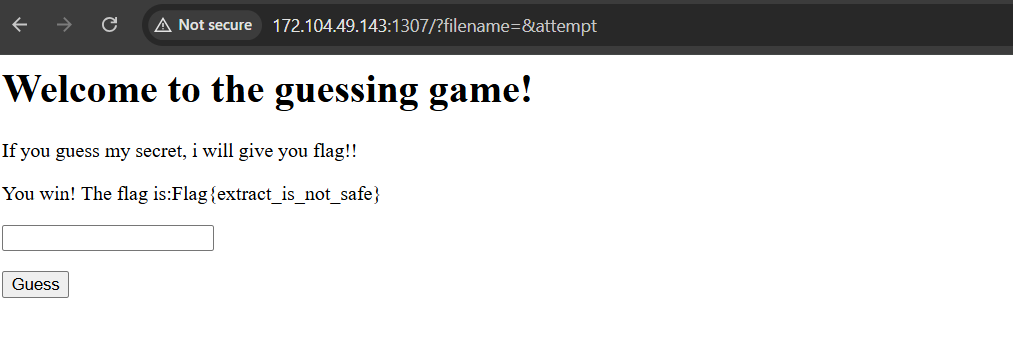 Not secure 172.104.49.143:1307/?filename=&attempt
Welcome to the guessing game!
If you guess my secret, i will give you flag!!
You win! The flag is:Flag{extract_is_not_safe}
Guess